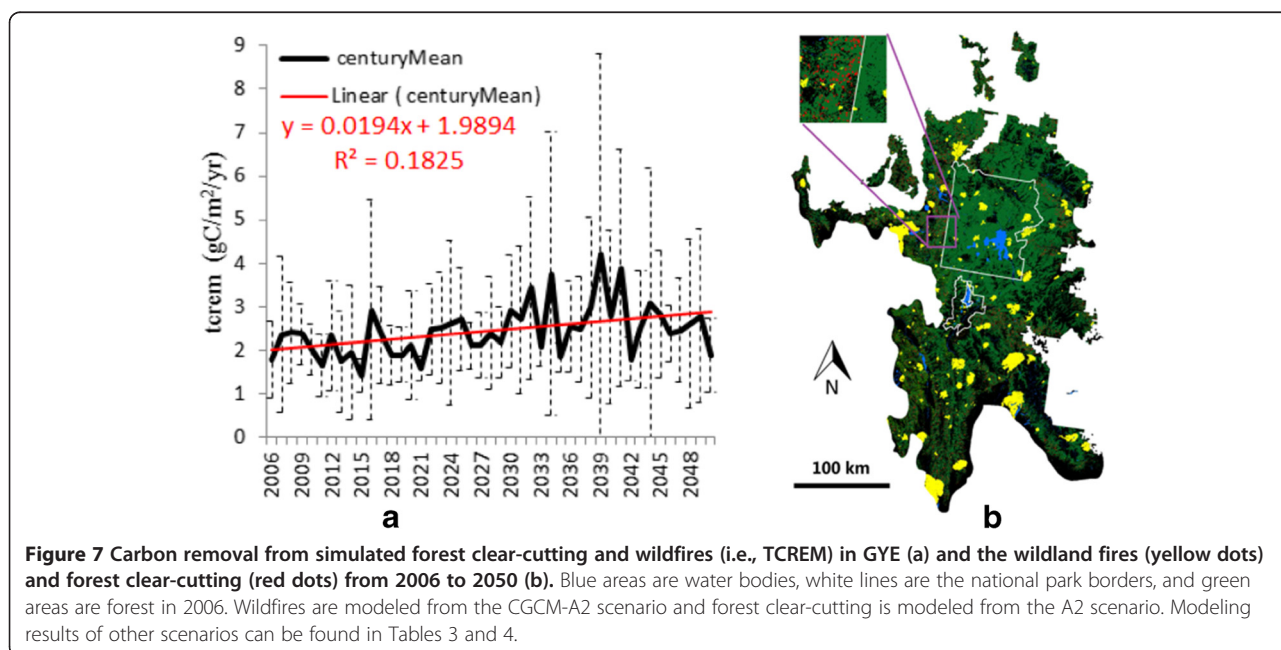 9
8
7
6
5
4
3
2
1
0
tcrem (gC/m²/yr)
centuryMean
Linear ( centuryMean)
y = 0.0194x + 1.9894
R² = 0.1825
2006
2009
2012
2015
2018
2021
2024
2027
2030
2033
2036
2039
2042
2045
2048
a
N
100 km
b
Figure 7 Carbon removal from simulated forest clear-cutting and wildfires (i.e., TCREM) in GYE (a) and the wildland fires (yellow dots)
and forest clear-cutting (red dots) from 2006 to 2050 (b). Blue areas are water bodies, white lines are the national park borders, and green
areas are forest in 2006. Wildfires are modeled from the CGCM-A2 scenario and forest clear-cutting is modeled from the A2 scenario. Modeling
results of other scenarios can be found in Tables 3 and 4.